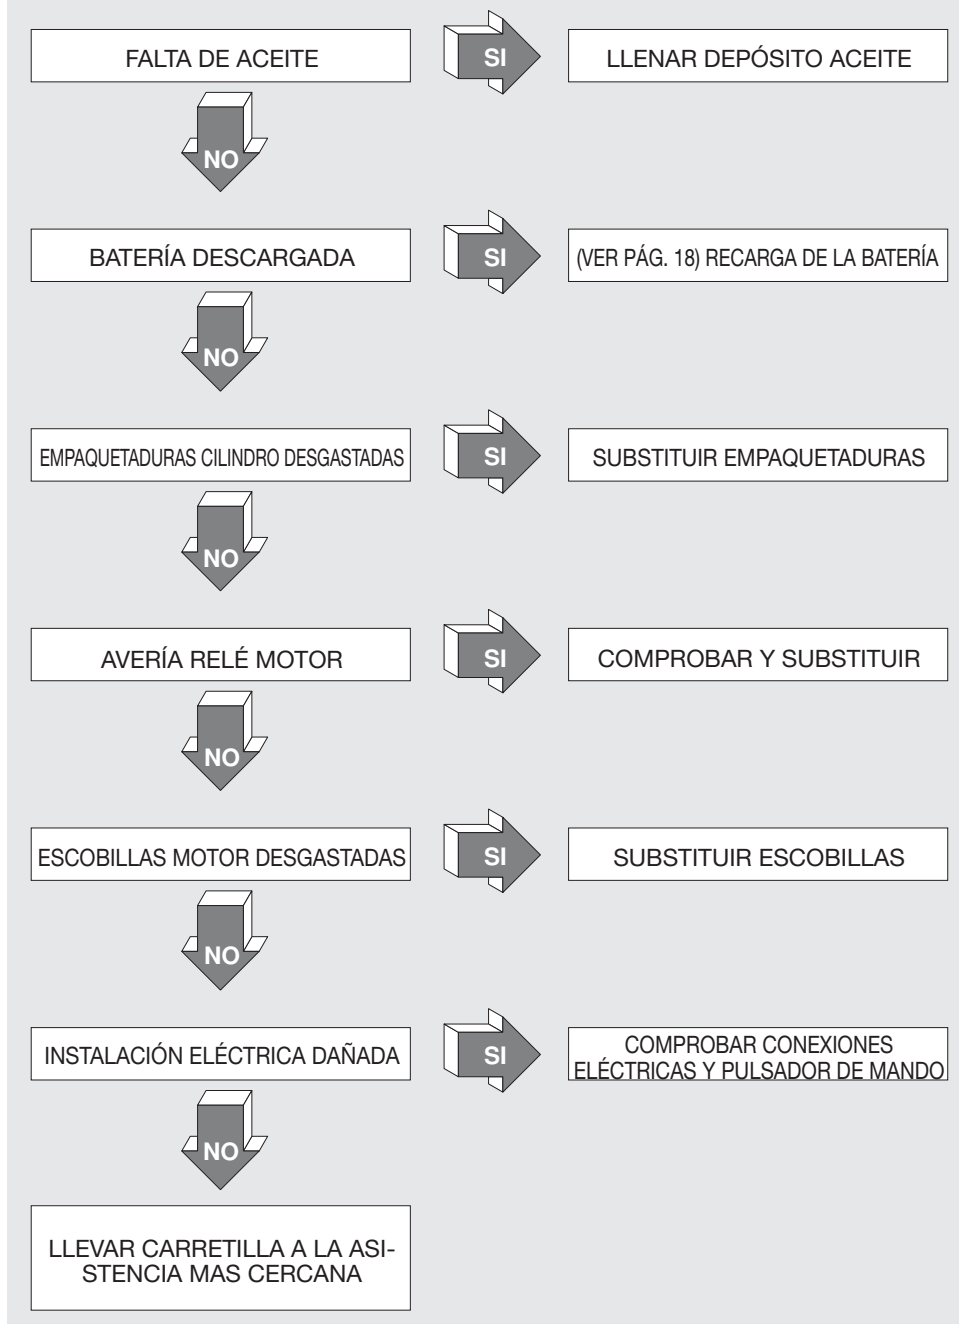 FALTA DE ACEITE
SI
LLENAR DEPÓSITO ACEITE
NO
BATERÍA DESCARGADA
SI
(VER PÁG. 18) RECARGA DE LA BATERÍA
NO
EMPAQUETADURAS CILINDRO DESGASTADAS
SI
SUBSTITUIR EMPAQUETADURAS
NO
AVERÍA RELÉ MOTOR
SI
COMPROBAR Y SUBSTITUIR
NO
ESCOBILLAS MOTOR DESGASTADAS
SI
SUBSTITUIR ESCOBILLAS
NO
INSTALACIÓN ELÉCTRICA DAÑADA
SI
COMPROBAR CONEXIONES
ELÉCTRICAS Y PULSADOR DE MANDO
NO
LLEVAR CARRETILLA A LA ASI-
STENCIA MAS CERCANA